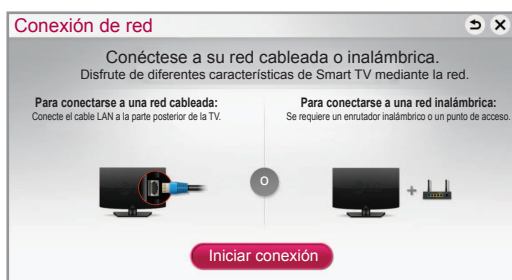 Conexión de red
Conéctese a su red cableada o inalámbrica.
Disfrute de diferentes características de Smart TV mediante la red.
Para conectarse a una red cableada:
Conecte el cable LAN a la parte posterior de la TV.
Para conectarse a una red inalámbrica:
Se requiere un enrutador inalámbrico o un punto de acceso.
o
Iniciar conexión